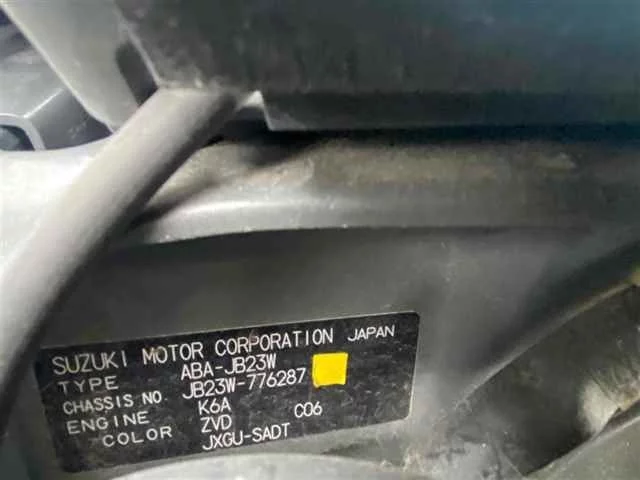 SUZUKI MOTOR CORPORATION JAPAN
TYPE ABA-JB23W
CHASSIS NO. JB23W-776287
ENGINE K6A
COLOR ZVD C06
JXGU-SADT